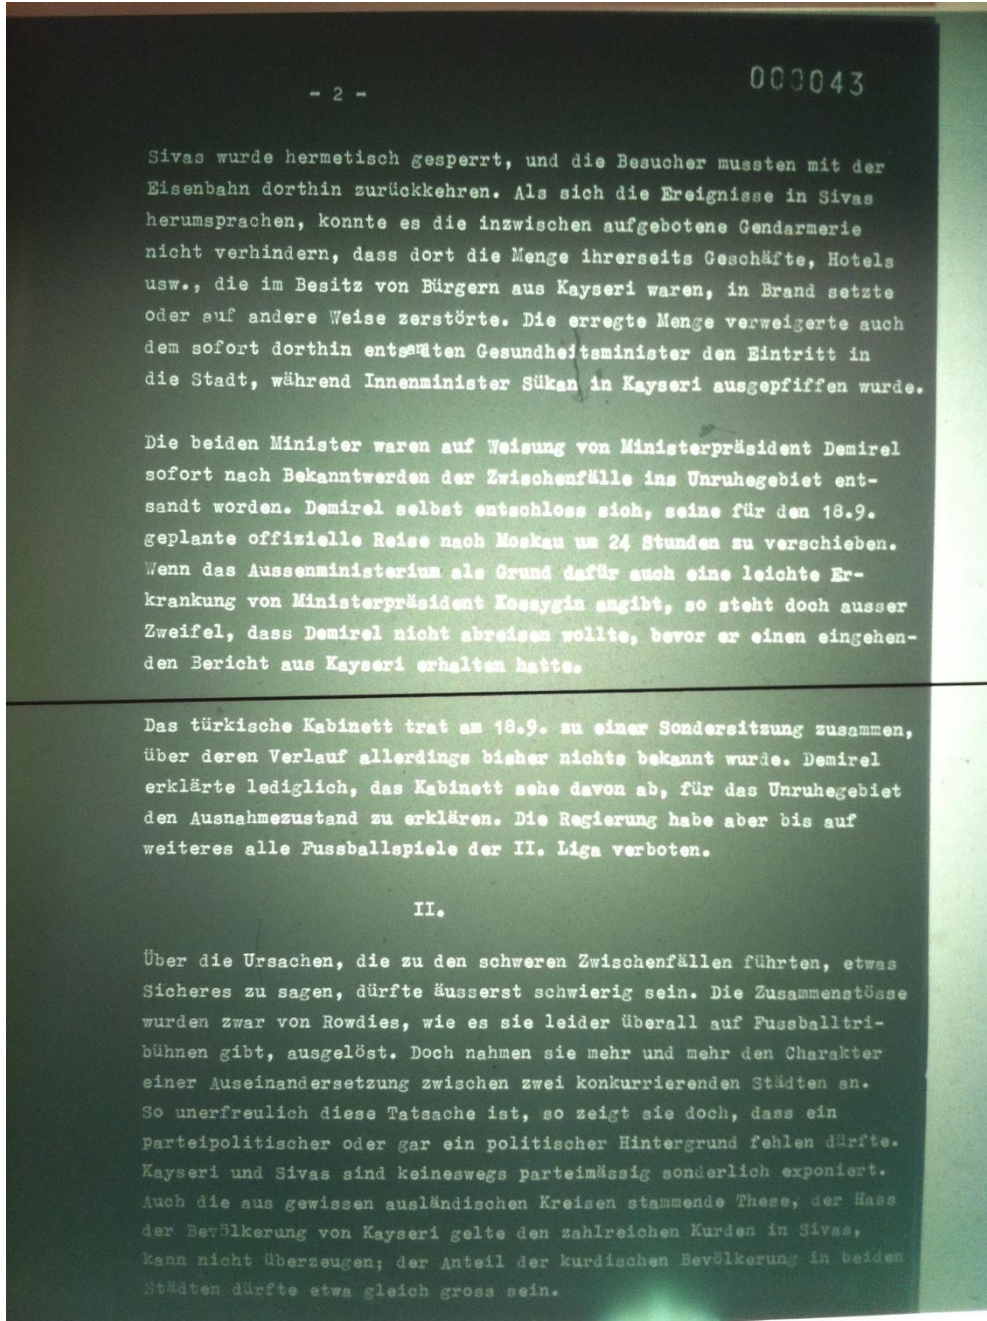 - 2 -
000043
Sivas wurde hermetisch gesperrt, und die Besucher mussten mit der
Eisenbahn dorthin zurückkehren. Als sich die Ereignisse in Sivas
herumsprachen, konnte es die inzwischen aufgebotene Gendarmerie
nicht verhindern, dass dort die Menge ihrerseits Geschäfte, Hotels
usw., die im Besitz von Bürgern aus Kayseri waren, in Brand setzte
oder auf andere Weise zerstörte. Die erregte Menge verweigerte auch
dem sofort dorthin entsandten Gesundheitsminister den Eintritt in
die Stadt, während Innenminister Sükan in Kayseri ausgepfiffen wurde.
Die beiden Minister waren auf Weisung von Ministerpräsident Demirel
sofort nach Bekanntwerden der Zwischenfälle ins Unruhegebiet ent-
sandt worden. Demirel selbst entschloss sich, seine für den 18.9.
geplante offizielle Reise nach Moskau um 24 Stunden zu verschieben.
Wenn das Aussenministerium als Grund dafür auch eine leichte Er-
krankung von Ministerpräsident Kossygin angibt, so steht doch ausser
Zweifel, dass Demirel nicht abreisen wollte, bevor er einen eingehen-
den Bericht aus Kayseri erhalten hatte.
Das türkische Kabinett trat am 18.9. zu einer Sondersitzung zusammen,
über deren Verlauf allerdings bisher nichts bekannt wurde. Demirel
erklärte lediglich, das Kabinett sehe davon ab, für das Unruhegebiet
den Ausnahmezustand zu erklären. Die Regierung habe aber bis auf
weiteres alle Fussballspiele der II. Liga verboten.
II.
Über die Ursachen, die zu den schweren Zwischenfällen führten, etwas
Sicheres zu sagen, dürfte äusserst schwierig sein. Die Zusammenstösse
wurden zwar von Rowdies, wie es sie leider überall auf Fussballtri-
bühnen gibt, ausgelöst. Doch nahmen sie mehr und mehr den Charakter
einer Auseinandersetzung zwischen zwei konkurrierenden Städten an.
So unerfreulich diese Tatsache ist, so zeigt sie doch, dass ein
parteipolitischer oder gar ein politischer Hintergrund fehlen dürfte.
Kayseri und Sivas sind keineswegs parteimässig sonderlich exponiert.
Auch die aus gewissen ausländischen Kreisen stammende These, der Hass
der Bevölkerung von Kayseri gelte den zahlreichen Kurden in Sivas,
kann nicht überzeugen; der Anteil der kurdischen Bevölkerung in beiden
Städten dürfte etwa gleich gross sein.